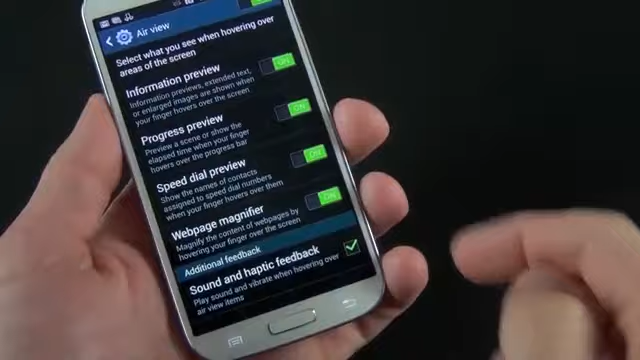 Air view
Select what you see when hovering over
areas of the screen
Information preview
ON
Information previews, extended text,
or enlarged images are shown when
your finger hovers over the screen
Progress preview
ON
Preview a scene or show the
elapsed time when your finger
hovers over the progress bar
Speed dial preview
ON
Show the names of contacts
assigned to speed dial numbers
when your finger hovers over them
Webpage magnifier
ON
Magnify the content of webpages by
hovering your finger over the screen
Additional feedback
Sound and haptic feedback
Play sound and vibrate when hovering over
air view items